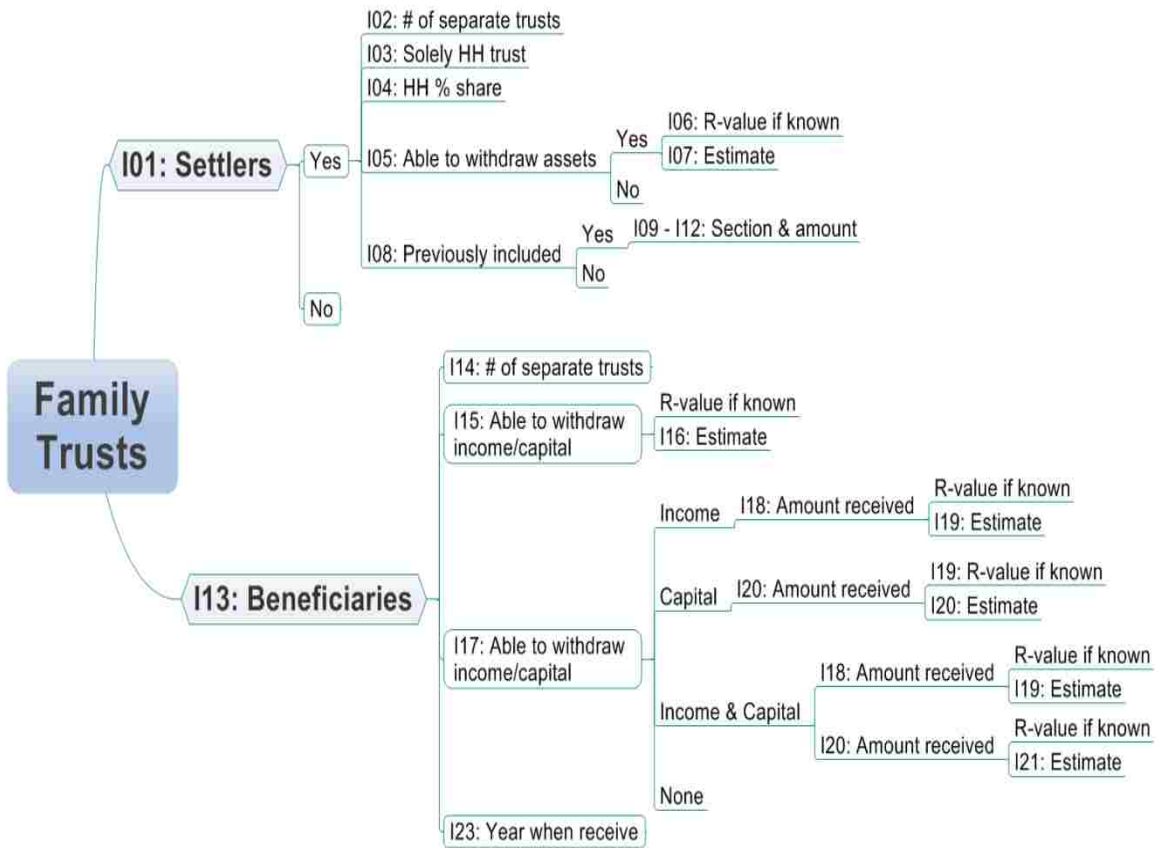 Family
Trusts
I01: Settlers
Yes
I02: # of separate trusts
I03: Solely HH trust
I04: HH % share
I05: Able to withdraw assets
Yes
I06: R-value if known
I07: Estimate
No
I08: Previously included
Yes
I09 - I12: Section & amount
No
No
I13: Beneficiaries
I14: # of separate trusts
I15: Able to withdraw
income/capital
R-value if known
I16: Estimate
I17: Able to withdraw
income/capital
Income
I18: Amount received
R-value if known
I19: Estimate
Capital
I20: Amount received
I19: R-value if known
I20: Estimate
Income & Capital
I18: Amount received
R-value if known
I19: Estimate
I20: Amount received
R-value if known
I21: Estimate
None
I23: Year when receive